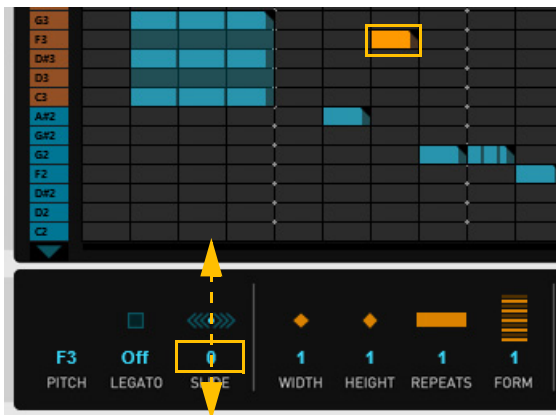 G3
F3
D#3
D3
C3
A#2
G#2
G2
F2
D#2
D2
C2
F3 Off 0 1 1 1 1
PITCH LEGATO SLIDE WIDTH HEIGHT REPEATS FORM